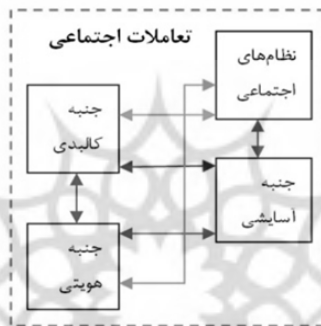 تعاملات اجتماعی
نظام‌های
اجتماعی
جنبه
کالبدی
جنبه
آسایشی
جنبه
هویتی